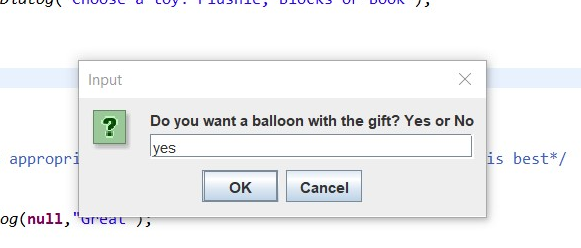 Dialog("Choose a toy: Plushie, Blocks or Book");
Input
Do you want a balloon with the gift? Yes or No
yes
appropri is best*/
OK Cancel
og(null,"Great");